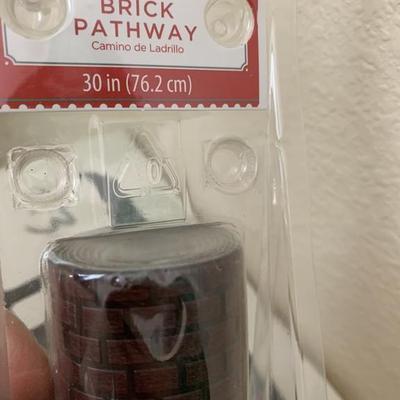 BRICK
PATHWAY
Camino de Ladrillo
30 in (76.2 cm)